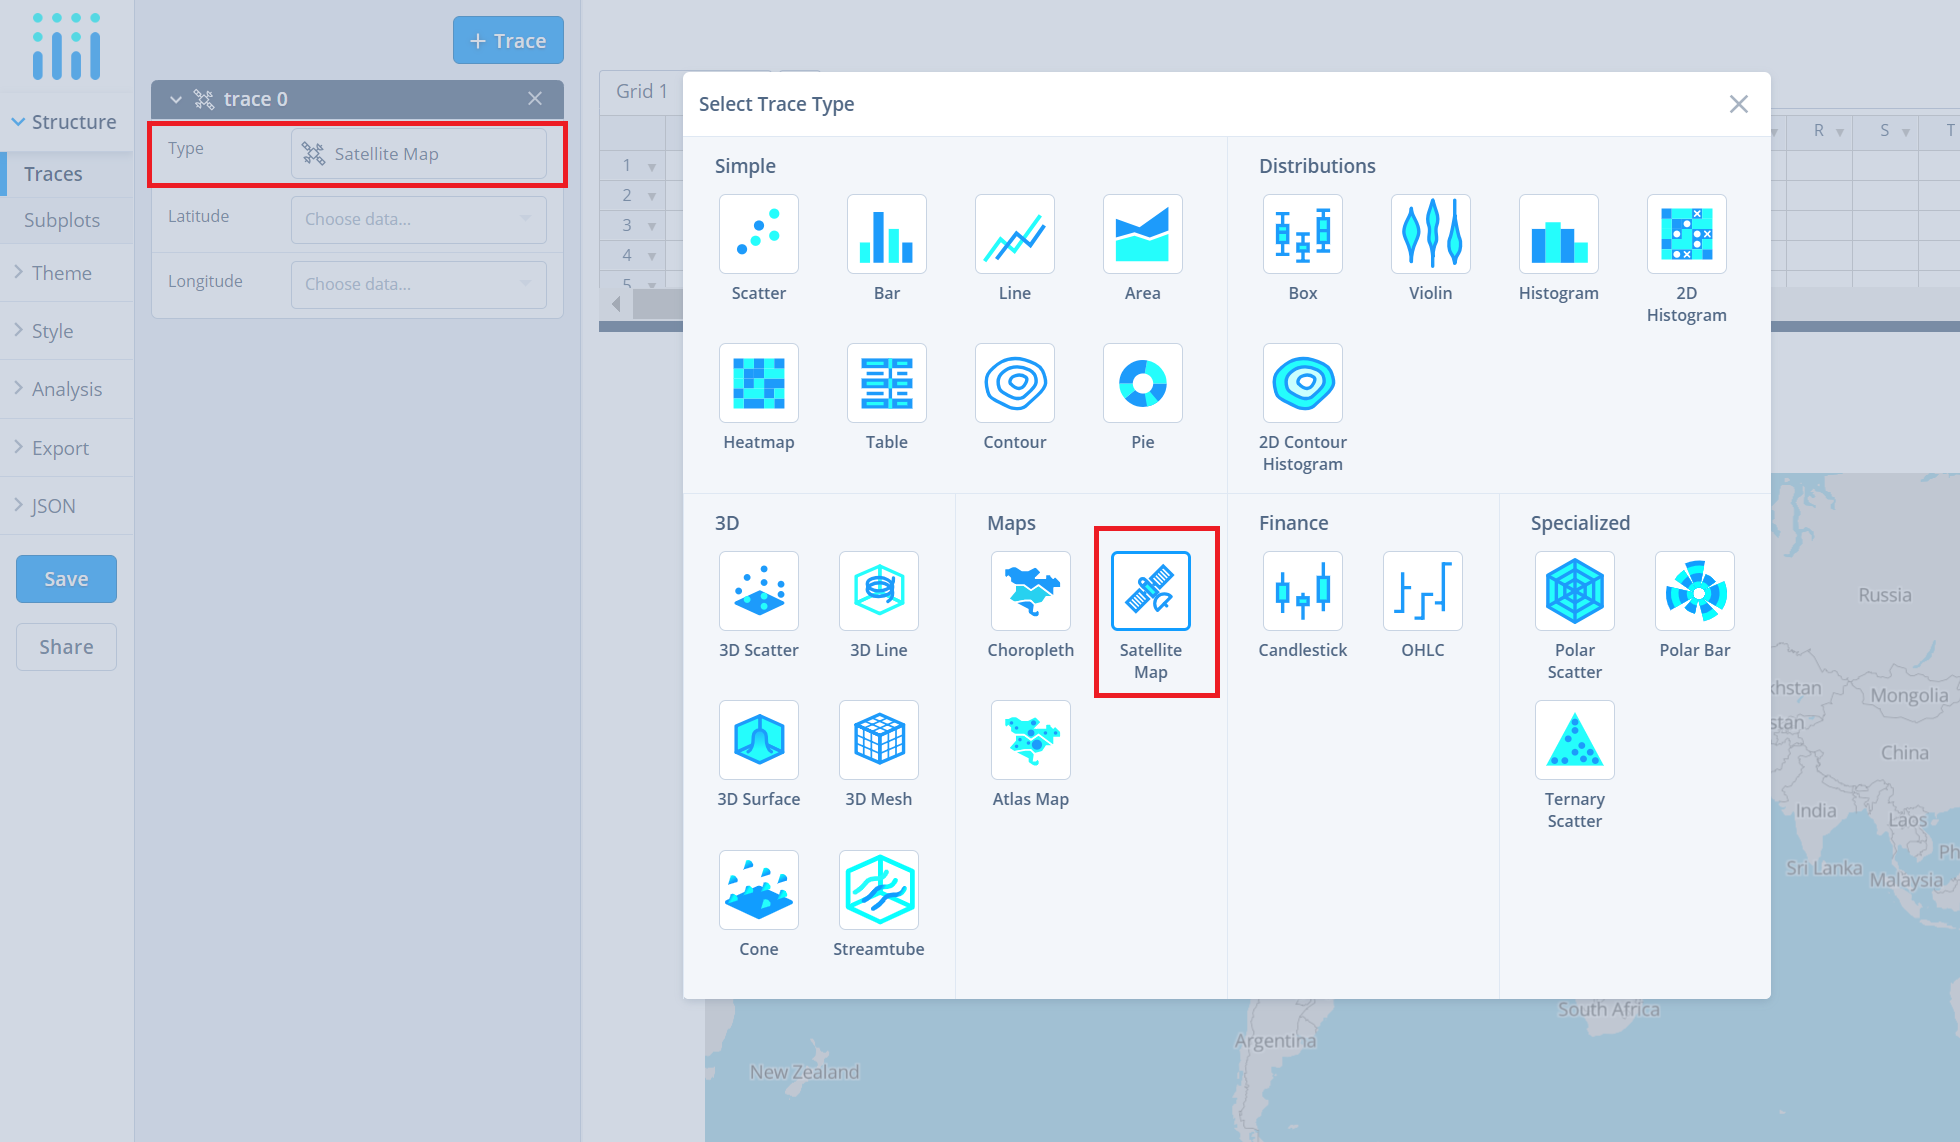 Structure
Traces
Subplots
Theme
Style
Analysis
Export
JSON
Save
Share
+ Trace
trace 0
Type
Satellite Map
Latitude
Choose data...
Longitude
Choose data...
Grid 1
R
S
T
1
2
3
4
5
Select Trace Type
Simple
Scatter
Bar
Line
Area
Heatmap
Table
Contour
Pie
Distributions
Box
Violin
Histogram
2D
Histogram
2D Contour
Histogram
3D
3D Scatter
3D Line
3D Surface
3D Mesh
Cone
Streamtube
Maps
Choropleth
Satellite
Map
Atlas Map
Finance
Candlestick
OHLC
Specialized
Polar
Scatter
Polar Bar
Ternary
Scatter
Russia
Mongolia
China
India
Laos
Sri Lanka
Malaysia
South Africa
Argentina
New Zealand